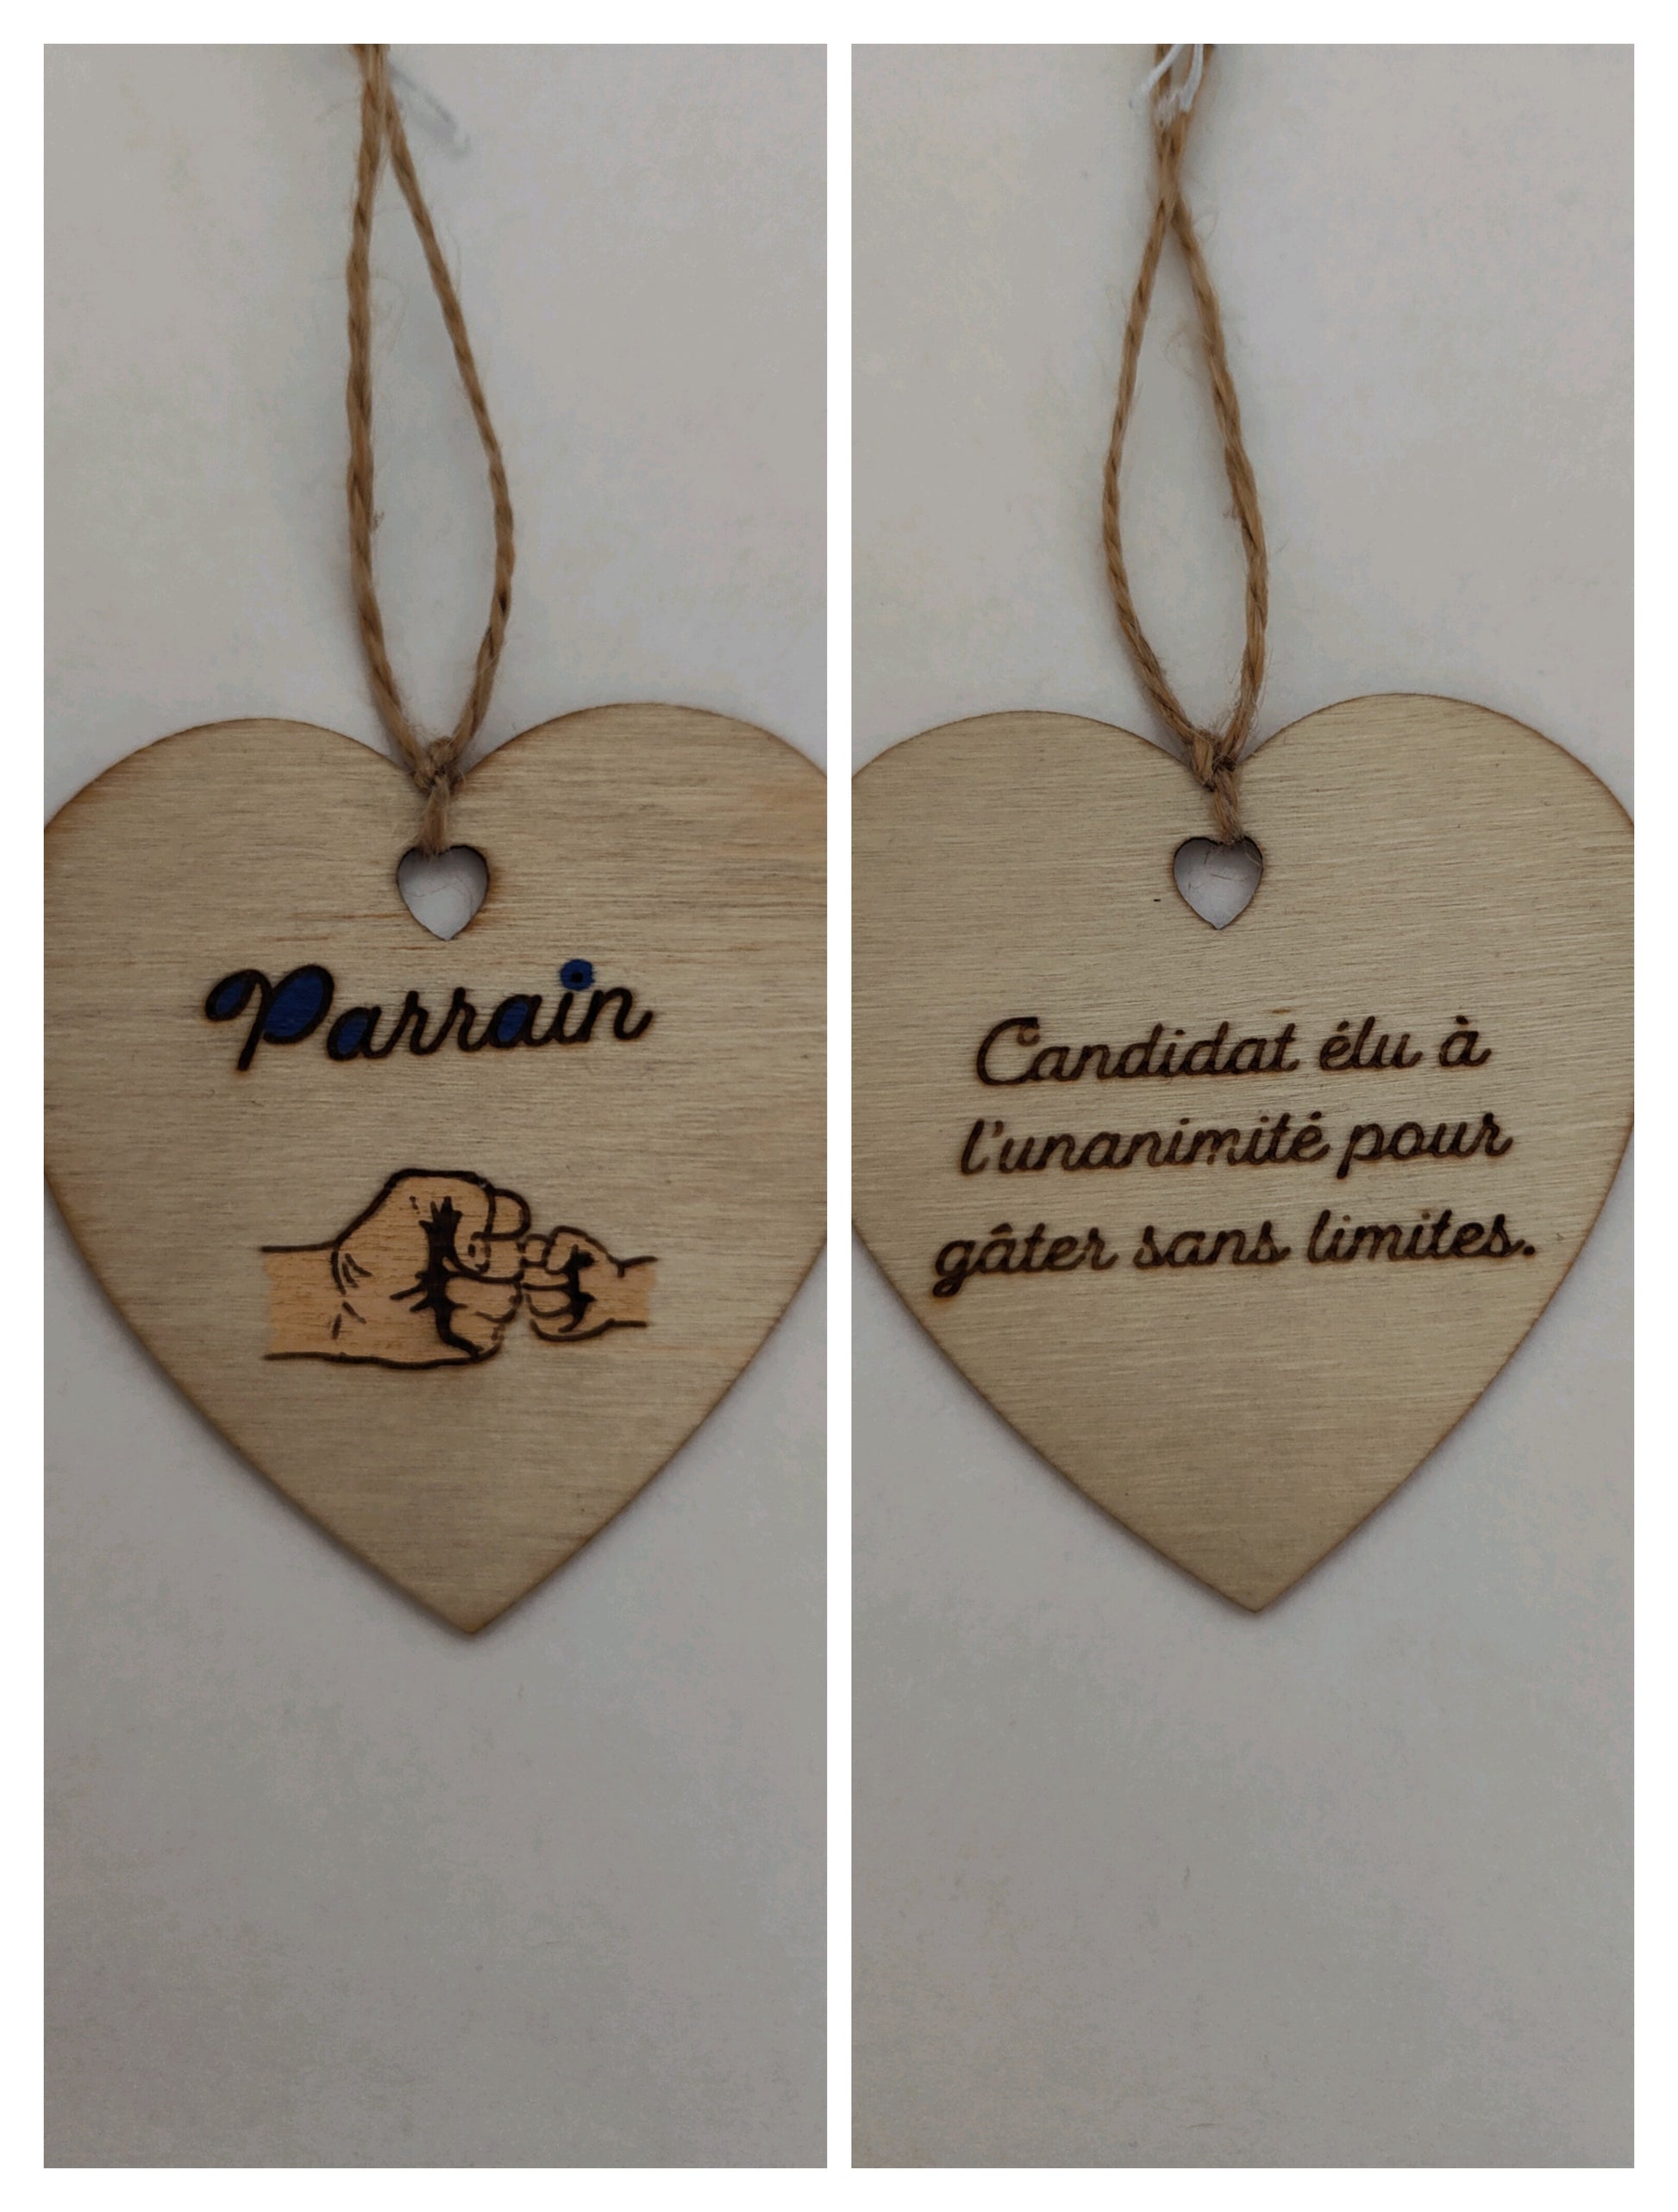 Parrain
Candidat élu à
l'unanimité pour
gâter sans limites.